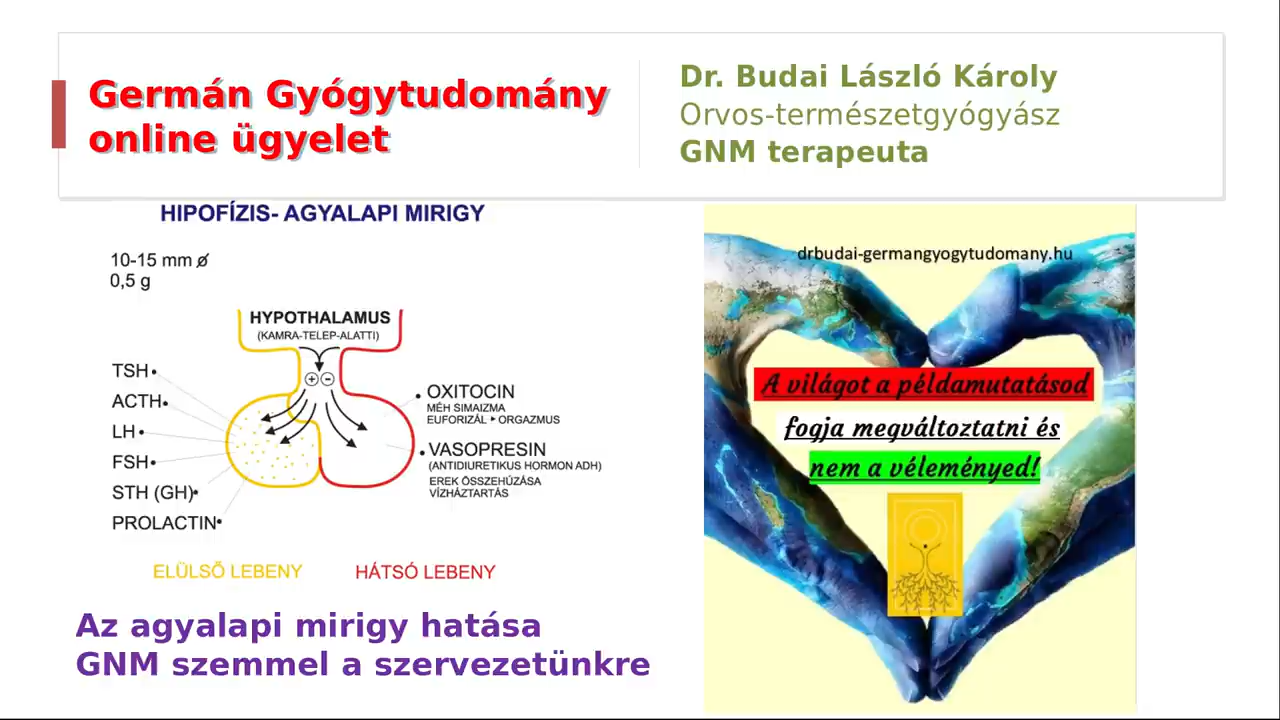 Germán Gyógytudomány
online ügyelet
Dr. Budai László Károly
Orvos-természetgyógyász
GNM terapeuta
HIPOFÍZIS- AGYALAPI MIRIGY
10-15 mm ⌀
0,5 g
HYPOTHALAMUS
(KAMRA-TELEP-ALATTI)
TSH
ACTH
LH
FSH
STH (GH)
PROLACTIN
OXITOCIN
MÉH SIMAIZMA
EUFORIZÁL ▸ ORGAZMUS
VASOPRESIN
(ANTIDIURETIKUS HORMON ADH)
EREK ÖSSZEHÚZÁSA
VÍZHÁZTARTÁS
ELÜLSŐ LEBENY
HÁTSÓ LEBENY
Az agyalapi mirigy hatása
GNM szemmel a szervezetünkre
drbudai-germangyogytudomany.hu
A világot a példamutatásod
fogja megváltoztatni és
nem a véleményed!